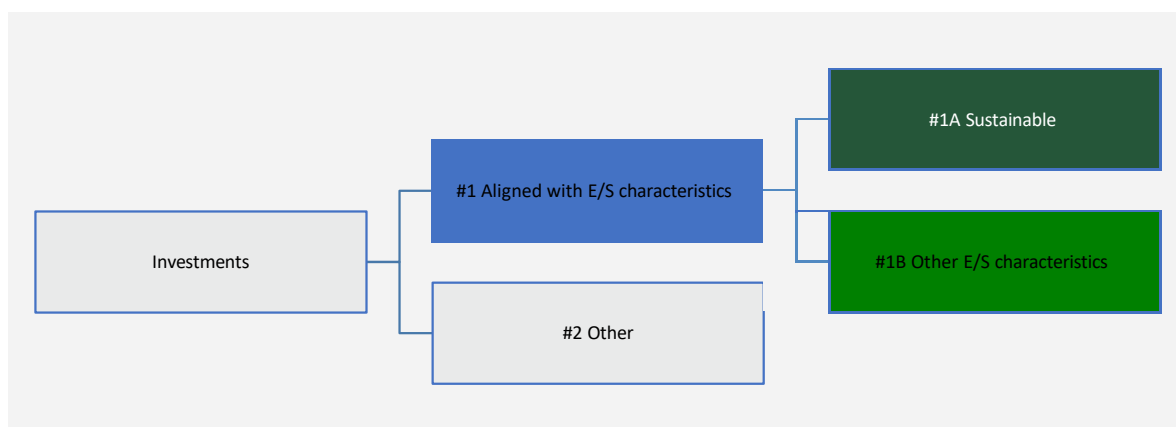 #1A Sustainable
#1 Aligned with E/S characteristics
Investments
#1B Other E/S characteristics
#2 Other